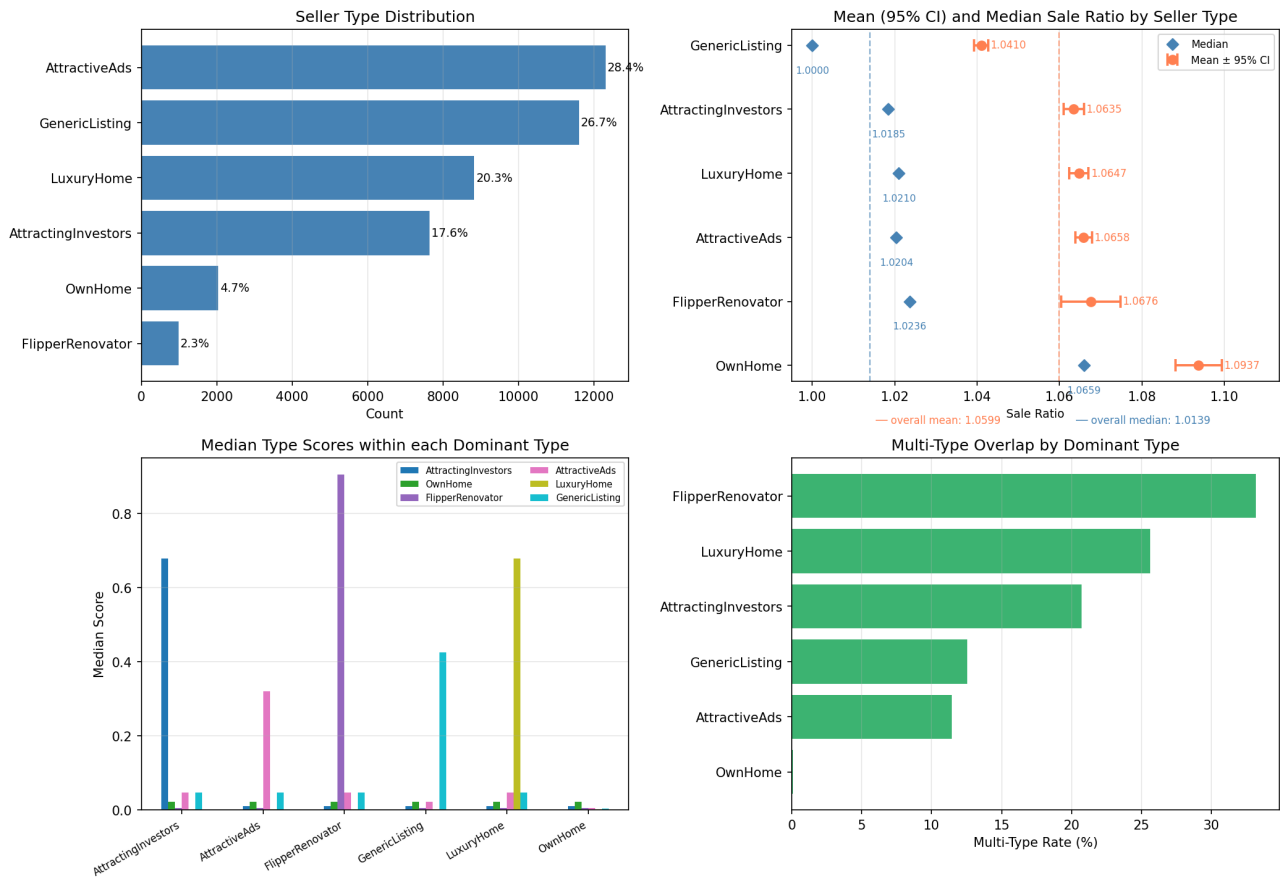 Seller Type Distribution
AttractiveAds
28.4%
GenericListing
26.7%
LuxuryHome
20.3%
AttractingInvestors
17.6%
OwnHome
4.7%
FlipperRenovator
2.3%
0 2000 4000 6000 8000 10000 12000
Count
Mean (95% CI) and Median Sale Ratio by Seller Type
Median
Mean ± 95% CI
GenericListing
1.0410
1.0000
AttractingInvestors
1.0635
1.0185
LuxuryHome
1.0647
1.0210
AttractiveAds
1.0658
1.0204
FlipperRenovator
1.0676
1.0236
OwnHome
1.0937
1.0659
1.00 1.02 1.04 1.06 1.08 1.10
Sale Ratio
— overall mean: 1.0599
— overall median: 1.0139
Median Type Scores within each Dominant Type
AttractingInvestors
OwnHome
FlipperRenovator
AttractiveAds
LuxuryHome
GenericListing
Median Score
0.8
0.6
0.4
0.2
0.0
AttractingInvestors
AttractiveAds
FlipperRenovator
GenericListing
LuxuryHome
OwnHome
Multi-Type Overlap by Dominant Type
FlipperRenovator
LuxuryHome
AttractingInvestors
GenericListing
AttractiveAds
OwnHome
0 5 10 15 20 25 30
Multi-Type Rate (%)